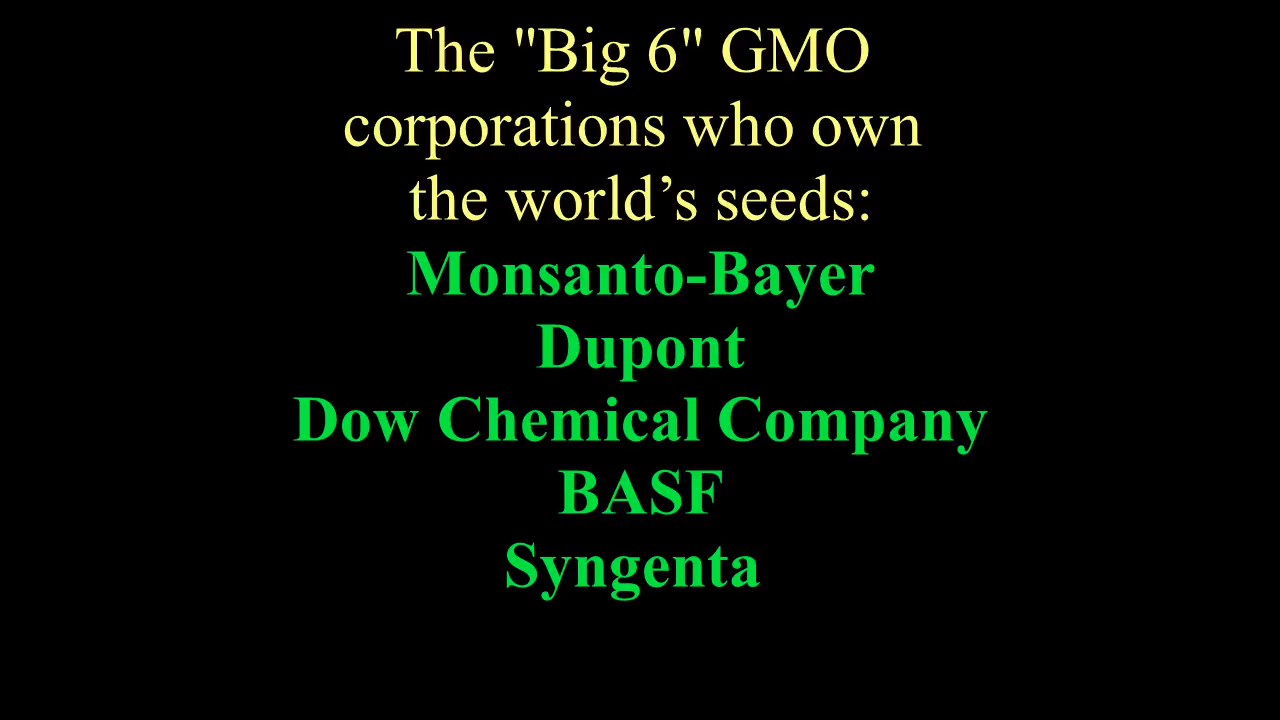 The "Big 6" GMO
corporations who own
the world’s seeds:
Monsanto-Bayer
Dupont
Dow Chemical Company
BASF
Syngenta